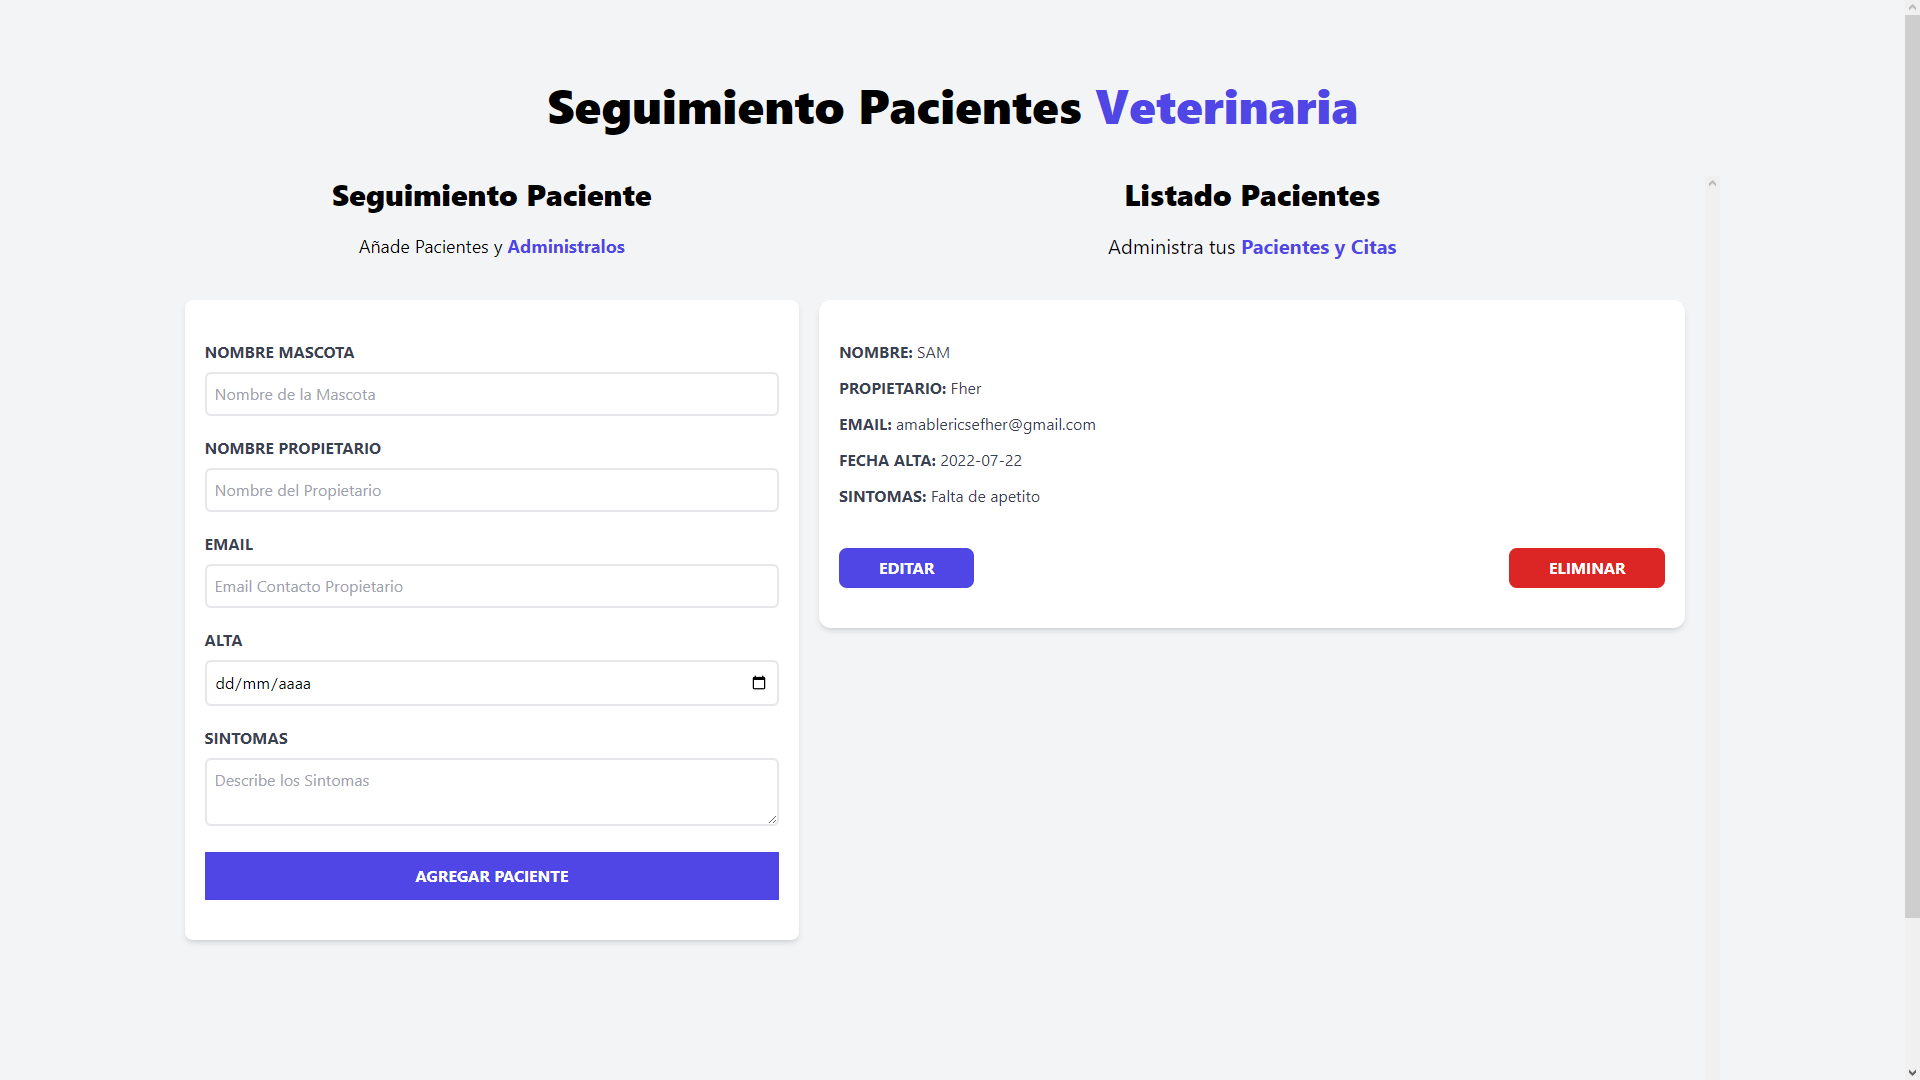 Seguimiento Pacientes Veterinaria
Seguimiento Paciente
Añade Pacientes y Administralos
NOMBRE MASCOTA
Nombre de la Mascota
NOMBRE PROPIETARIO
Nombre del Propietario
EMAIL
Email Contacto Propietario
ALTA
dd/mm/aaaa
SINTOMAS
Describe los Sintomas
AGREGAR PACIENTE
Listado Pacientes
Administra tus Pacientes y Citas
NOMBRE: SAM
PROPIETARIO: Fher
EMAIL: amablericsefher@gmail.com
FECHA ALTA: 2022-07-22
SINTOMAS: Falta de apetito
EDITAR
ELIMINAR